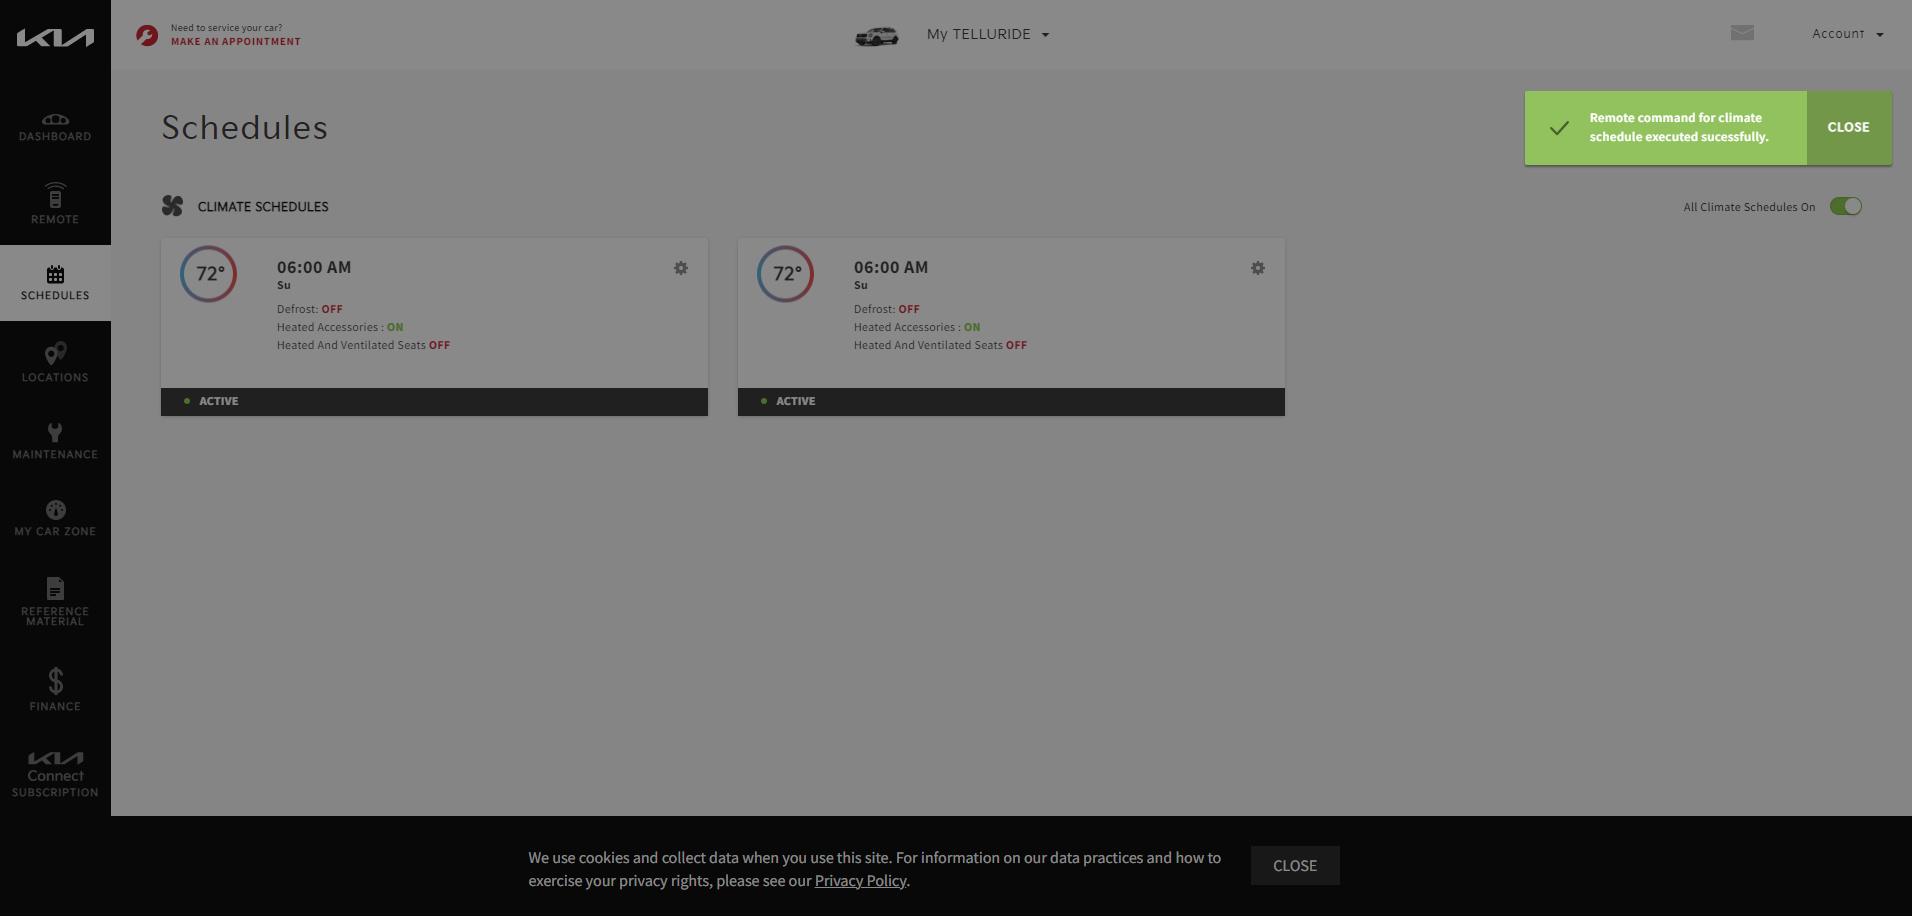 KIA
Need to service your car?
MAKE AN APPOINTMENT
My TELLURIDE
Account
DASHBOARD
REMOTE
SCHEDULES
LOCATIONS
MAINTENANCE
MY CAR ZONE
REFERENCE
MATERIAL
FINANCE
KIA
Connect
SUBSCRIPTION
Schedules
Remote command for climate
schedule executed sucessfully.
CLOSE
CLIMATE SCHEDULES
All Climate Schedules On
72°
06:00 AM
Su
Defrost: OFF
Heated Accessories : ON
Heated And Ventilated Seats OFF
ACTIVE
72°
06:00 AM
Su
Defrost: OFF
Heated Accessories : ON
Heated And Ventilated Seats OFF
ACTIVE
We use cookies and collect data when you use this site. For information on our data practices and how to
exercise your privacy rights, please see our Privacy Policy.
CLOSE